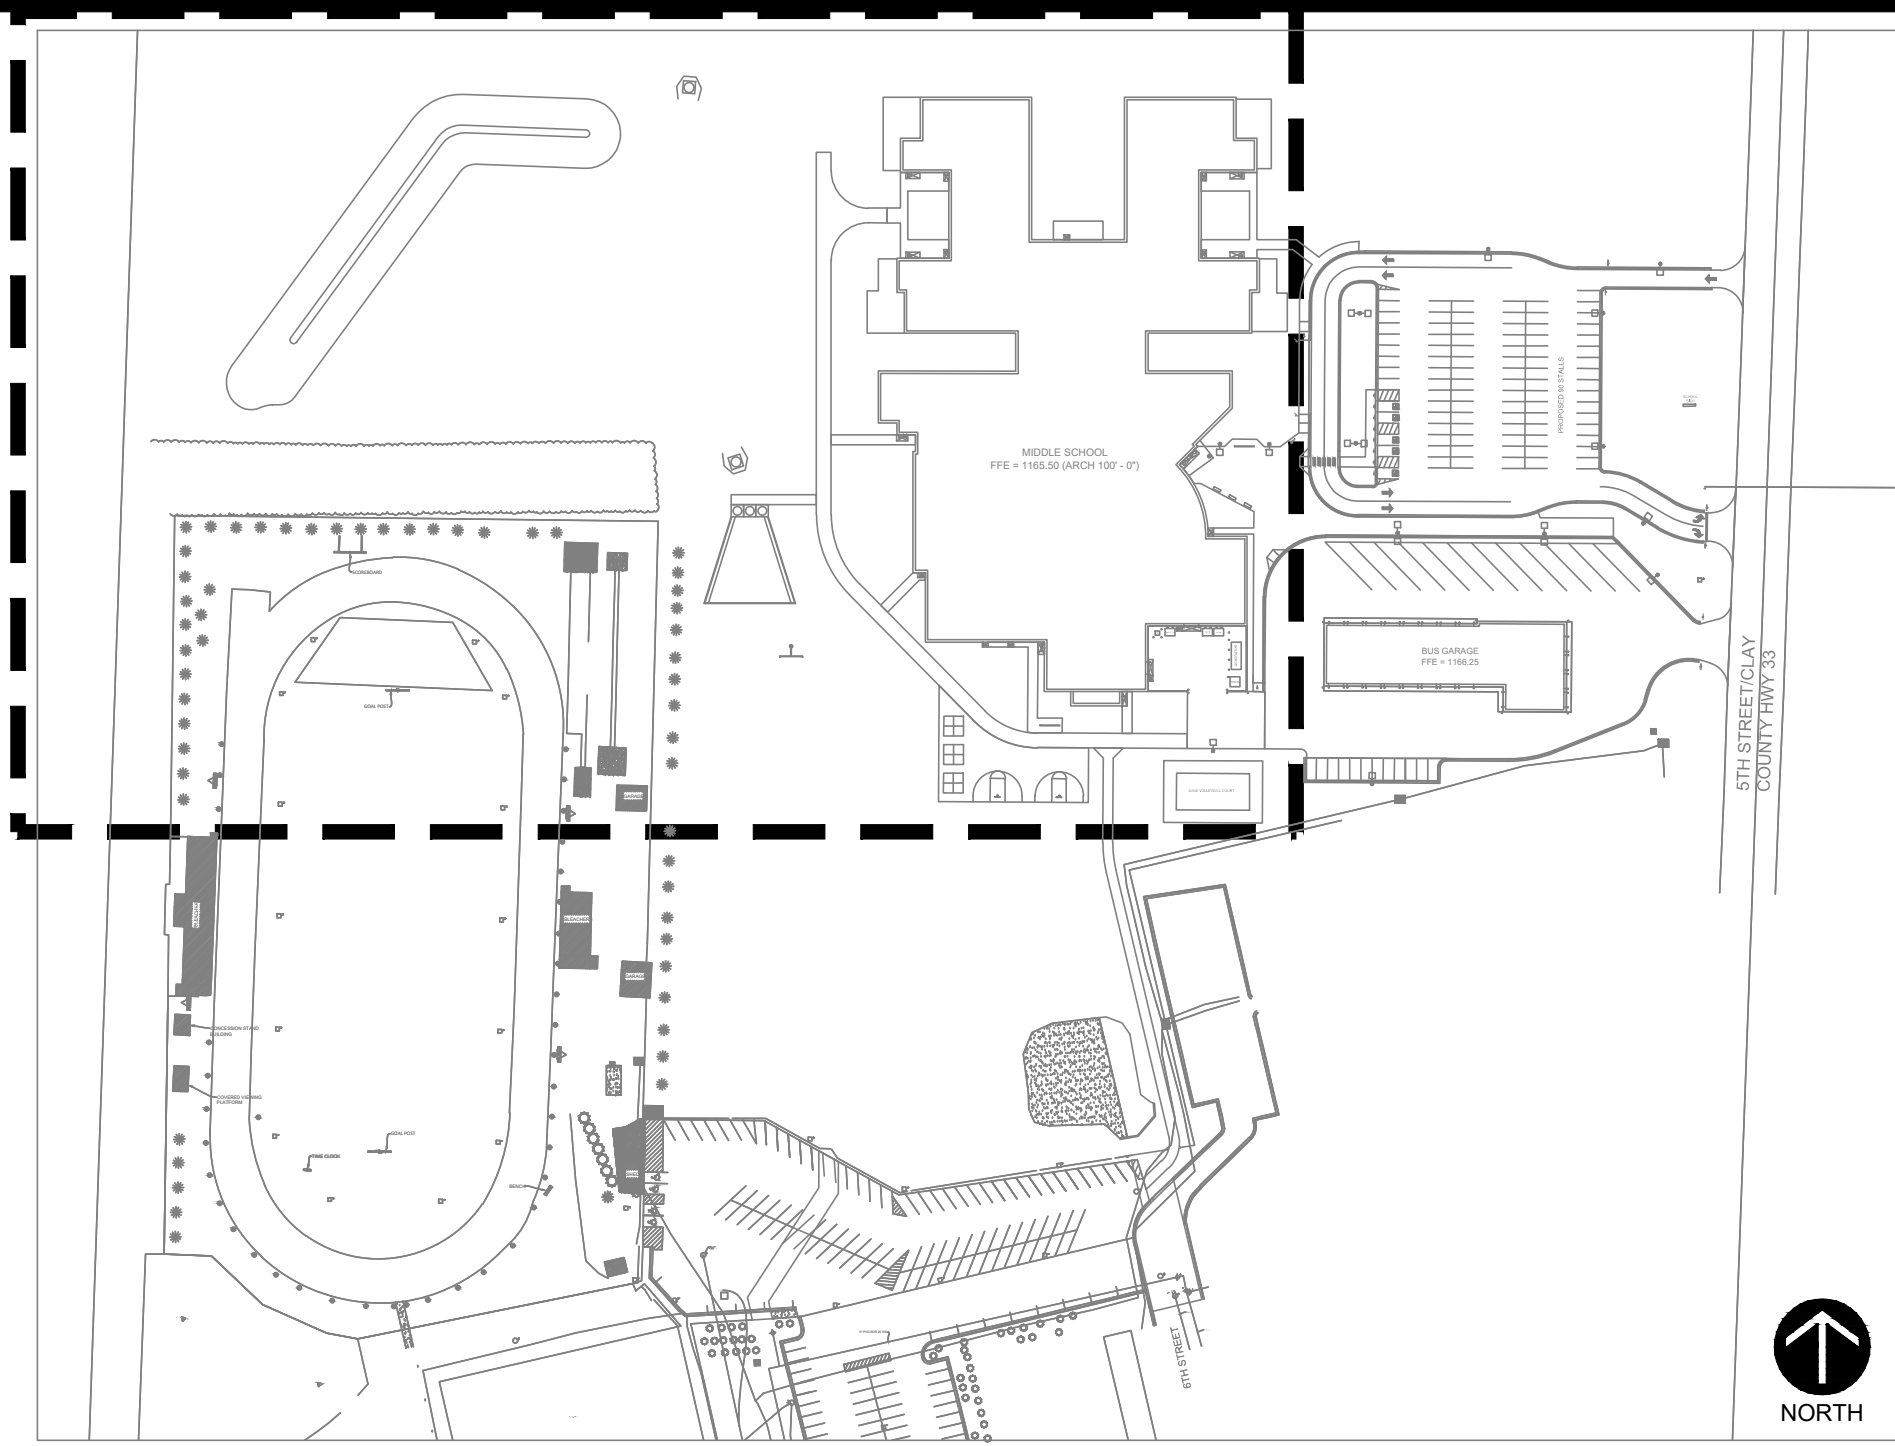 MIDDLE SCHOOL
FFE = 1165.50 (ARCH 100' - 0")
PROPOSED 90 STALLS
SCOREBOARD
GOAL POST
BUS GARAGE
FFE = 1166.25
5TH STREET/CLAY
COUNTY HWY 33
GARAGE
BLEACHER
BLEACHER
GARAGE
CONCESSION STAND
BUILDING
COVERED VIEWING
PLATFORM
GOAL POST
TIME CLOCK
BENCH
6TH STREET
NORTH